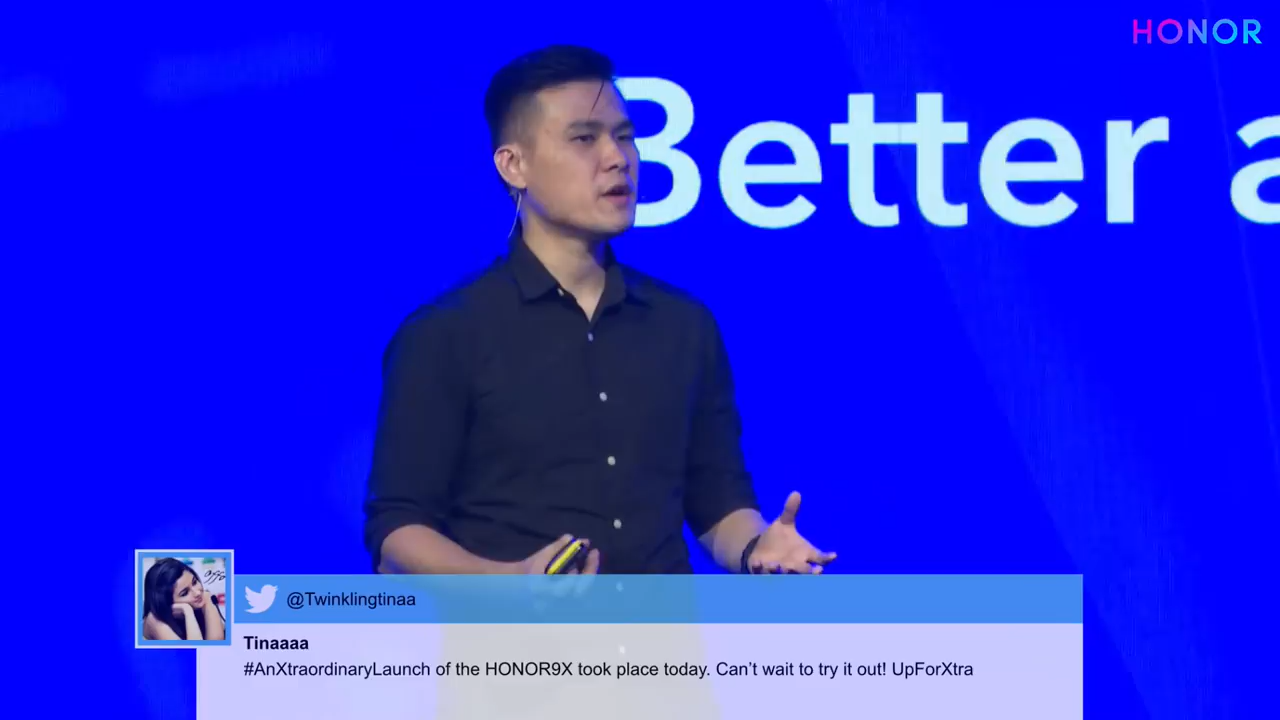 HONOR
Better a
@Twinklingtinaa
Tinaaaa
#AnXtraordinaryLaunch of the HONOR9X took place today. Can’t wait to try it out! UpForXtra